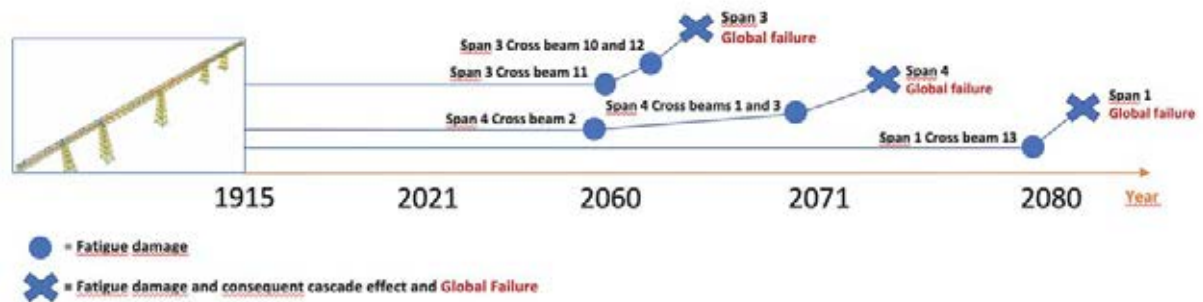 Span 3
Global failure
Span 3 Cross beam 10 and 12
Span 3 Cross beam 11
Span 4
Global failure
Span 4 Cross beams 1 and 3
Span 4 Cross beam 2
Span 1
Global failure
Span 1 Cross beam 13
1915 2021 2060 2071 2080 Year
= Fatigue damage
= Fatigue damage and consequent cascade effect and Global Failure